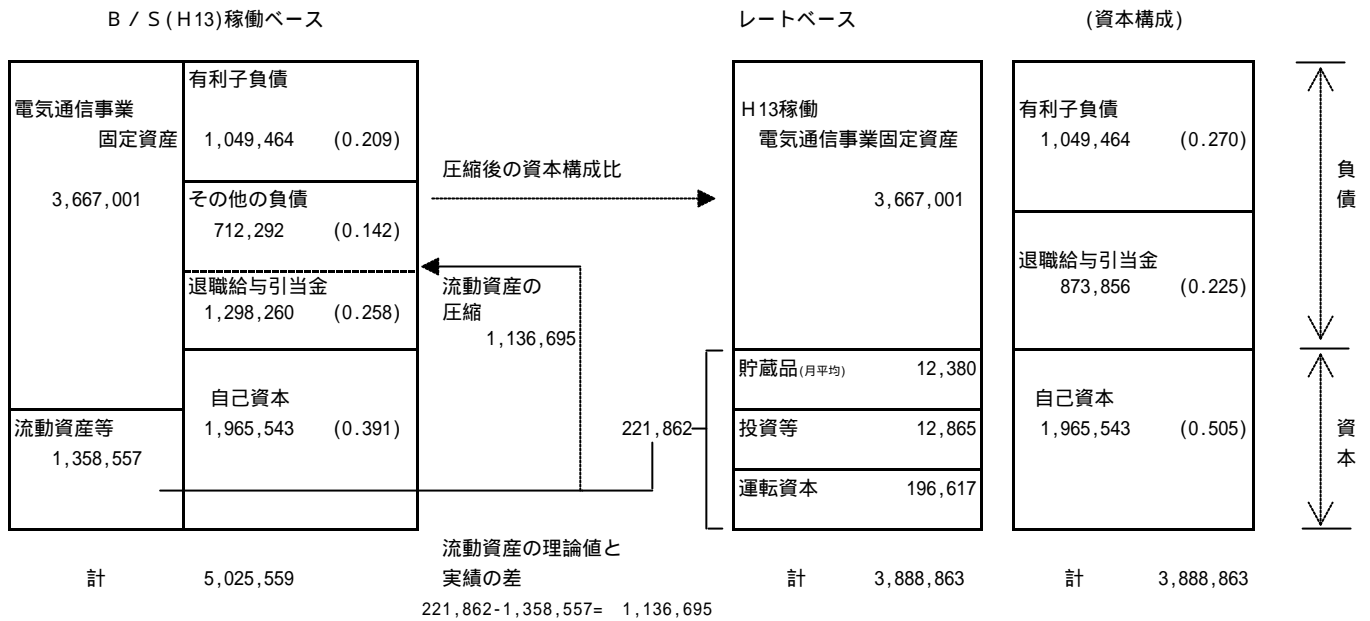 Ｂ／Ｓ(Ｈ13)稼働ベース
電気通信事業
固定資産
3,667,001
流動資産等
1,358,557
有利子負債
1,049,464 (0.209)
その他の負債
712,292 (0.142)
退職給与引当金
1,298,260 (0.258)
自己資本
1,965,543 (0.391)
計 5,025,559
圧縮後の資本構成比
流動資産の
圧縮
1,136,695
221,862
流動資産の理論値と
実績の差
221,862-1,358,557= 1,136,695
レートベース
Ｈ13稼働
電気通信事業固定資産
3,667,001
貯蔵品(月平均) 12,380
投資等 12,865
運転資本 196,617
計 3,888,863
(資本構成)
有利子負債
1,049,464 (0.270)
退職給与引当金
873,856 (0.225)
自己資本
1,965,543 (0.505)
計 3,888,863
負債
資本